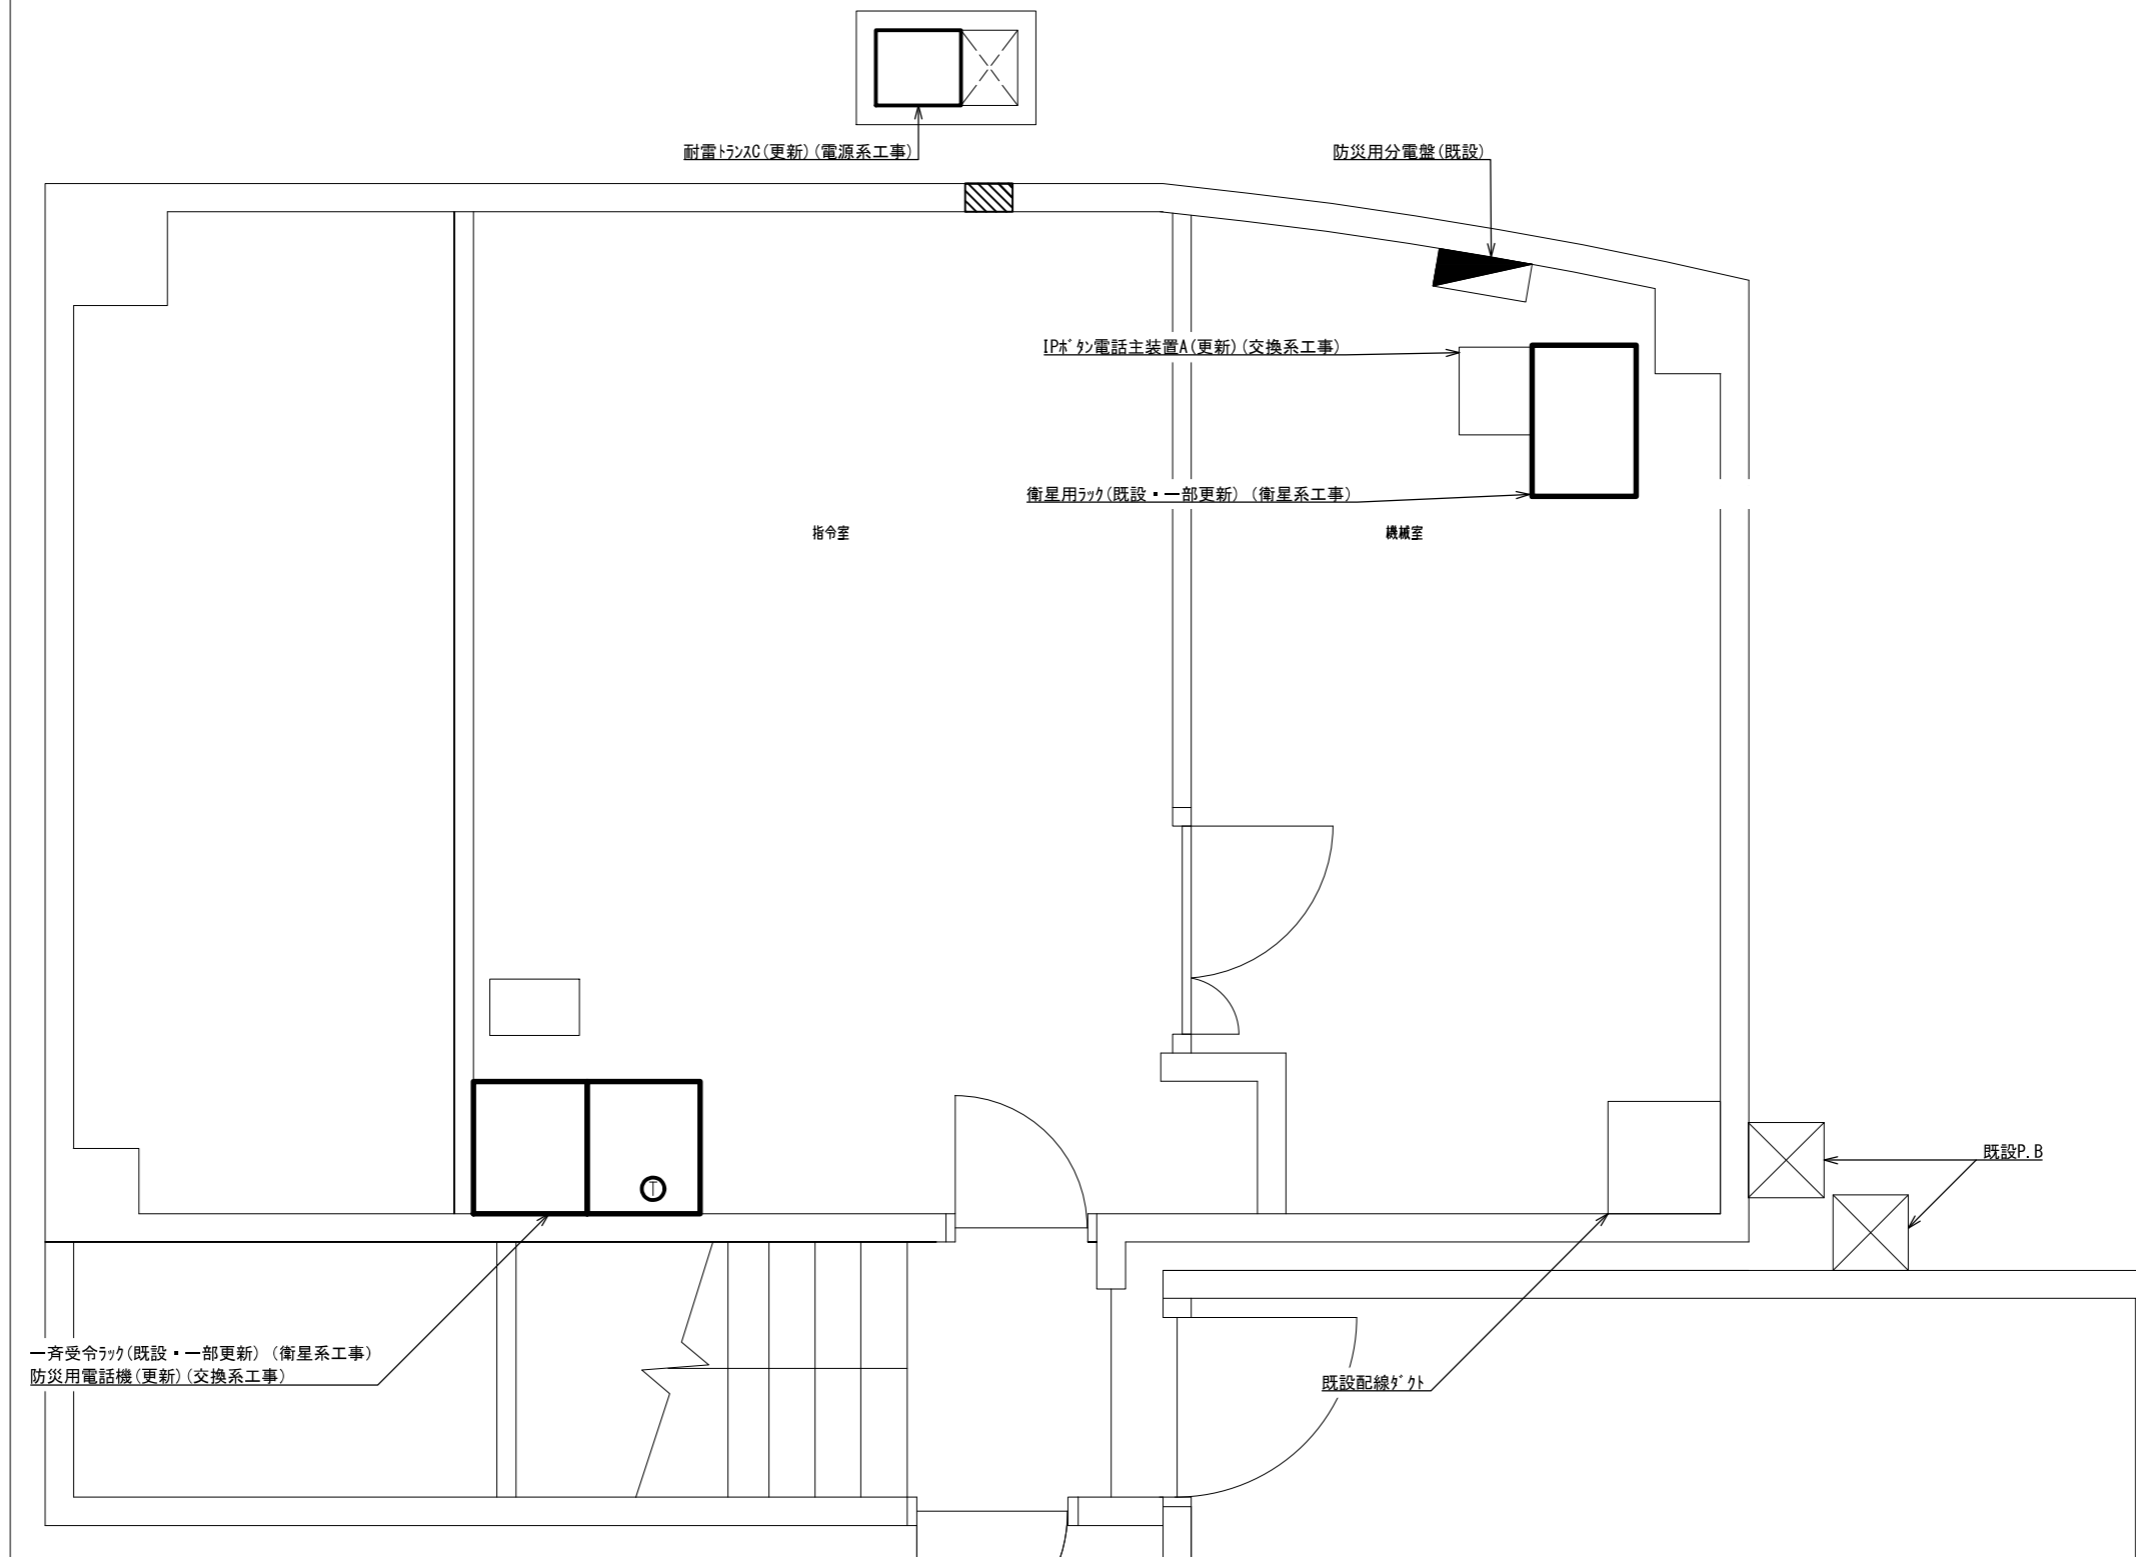 耐雷ﾄﾗﾝｽC(更新)(電源系工事)
防災用分電盤(既設)
IPﾎﾞﾀﾝ電話主装置A(更新)(交換系工事)
衛星用ﾗｯｸ(既設・一部更新) (衛星系工事)
指令室
機械室
T
既設P.B
一斉受令ﾗｯｸ(既設・一部更新) (衛星系工事)
防災用電話機(更新)(交換系工事)
既設配線ﾀﾞｸﾄ